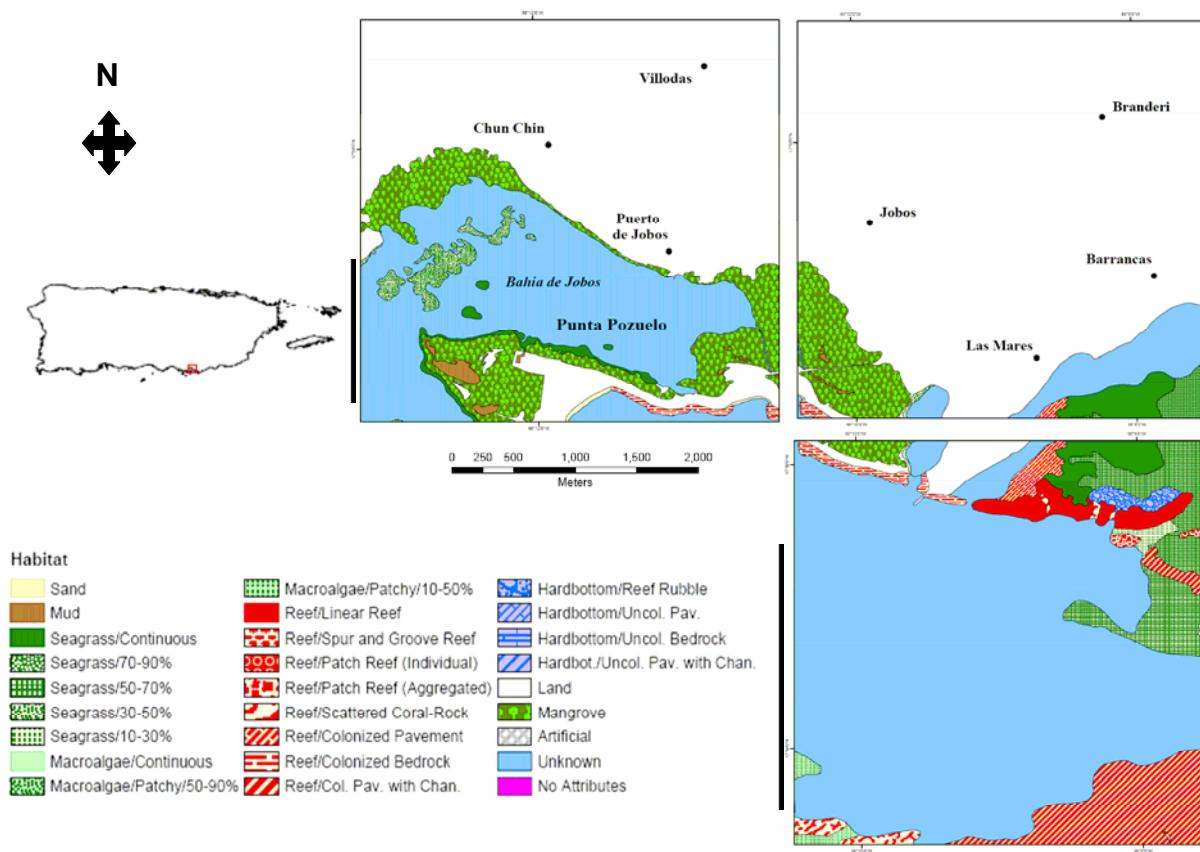 N
Villodas
Chun Chin
Puerto
de Jobos
Bahia de Jobos
Punta Pozuelo
Branderi
Jobos
Barrancas
Las Mares
0 250 500 1,000 1,500 2,000
Meters
Habitat
Sand
Mud
Seagrass/Continuous
Seagrass/70-90%
Seagrass/50-70%
Seagrass/30-50%
Seagrass/10-30%
Macroalgae/Continuous
Macroalgae/Patchy/50-90%
Macroalgae/Patchy/10-50%
Reef/Linear Reef
Reef/Spur and Groove Reef
Reef/Patch Reef (Individual)
Reef/Patch Reef (Aggregated)
Reef/Scattered Coral-Rock
Reef/Colonized Pavement
Reef/Colonized Bedrock
Reef/Col. Pav. with Chan.
Hardbottom/Reef Rubble
Hardbottom/Uncol. Pav.
Hardbottom/Uncol. Bedrock
Hardbot./Uncol. Pav. with Chan.
Land
Mangrove
Artificial
Unknown
No Attributes